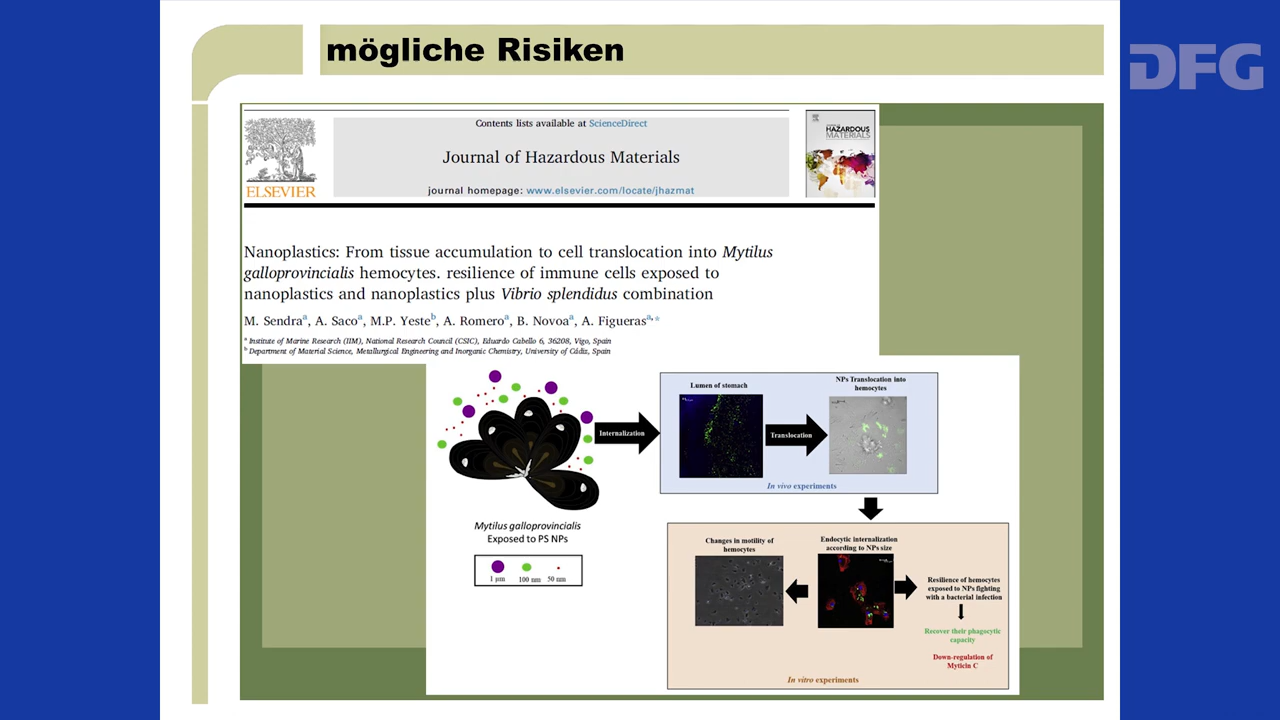 mögliche Risiken
DFG
Contents lists available at ScienceDirect
Journal of Hazardous Materials
journal homepage: www.elsevier.com/locate/jhazmat
ELSEVIER
HAZARDOUS
MATERIALS
Nanoplastics: From tissue accumulation to cell translocation into Mytilus
galloprovincialis hemocytes. resilience of immune cells exposed to
nanoplastics and nanoplastics plus Vibrio splendidus combination
M. Sendraᵃ, A. Sacoᵃ, M.P. Yesteᵇ, A. Romeroᵃ, B. Novoaᵃ, A. Figuerasᵃ,*
ᵃ Institute of Marine Research (IIM), National Research Council (CSIC), Eduardo Cabello 6, 36208, Vigo, Spain
ᵇ Department of Material Science, Metallurgical Engineering and Inorganic Chemistry, University of Cádiz, Spain
Mytilus galloprovincialis
Exposed to PS NPs
1 µm 100 nm 50 nm
Internalization
Lumen of stomach
Translocation
NPs Translocation into
hemocytes
In vivo experiments
Changes in motility of
hemocytes
Endocytic internalization
according to NPs size
Resilience of hemocytes
exposed to NPs fighting
with a bacterial infection
Recover their phagocytic
capacity
Down-regulation of
Myticin C
In vitro experiments